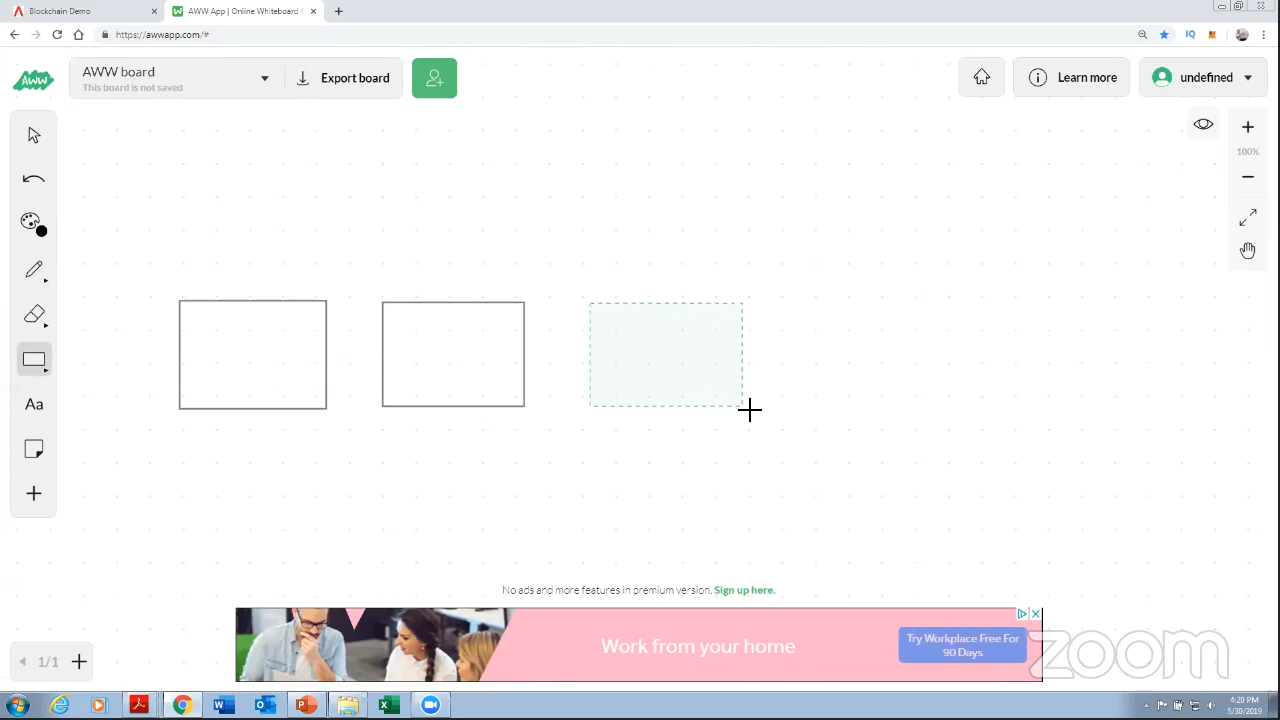 Blockchain Demo
AWW App | Online Whiteboard
https://awwapp.com/#
IQ
AWW
AWW board
This board is not saved
Export board
Learn more
undefined
100%
Aa
No ads and more features in premium version. Sign up here.
Work from your home
Try Workplace Free For
90 Days
zoom
1/1
4:20 PM
5/30/2019